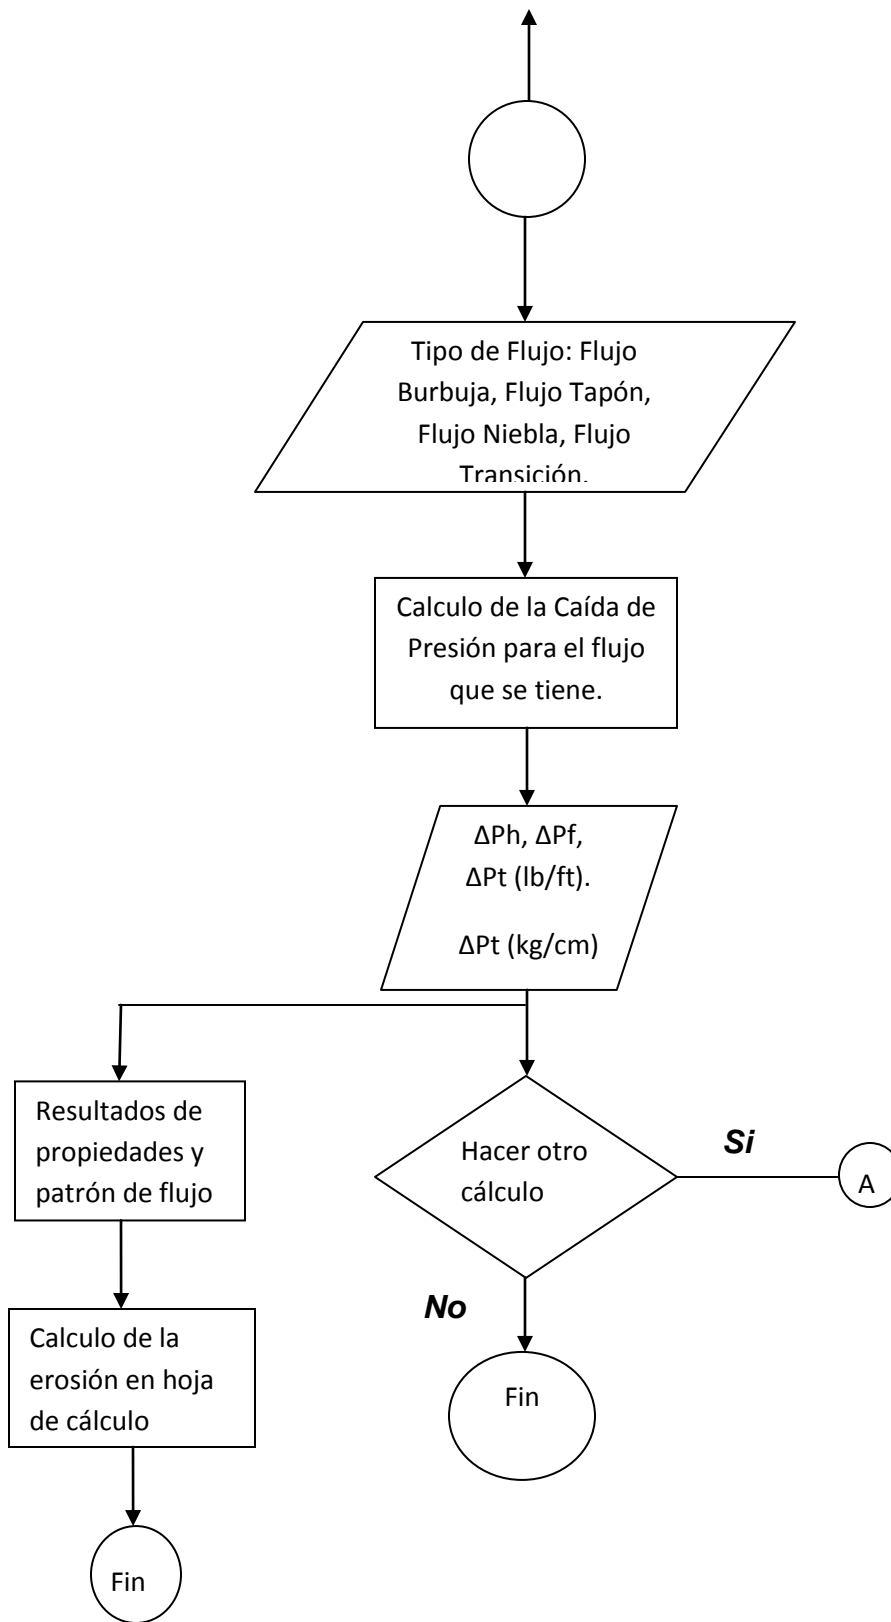 Tipo de Flujo: Flujo
Burbuja, Flujo Tapón,
Flujo Niebla, Flujo
Transición.
Calculo de la Caída de
Presión para el flujo
que se tiene.
ΔPh, ΔPf,
ΔPt (lb/ft).
ΔPt (kg/cm)
Resultados de
propiedades y
patrón de flujo
Hacer otro
cálculo
Si
A
No
Calculo de la
erosión en hoja
de cálculo
Fin
Fin